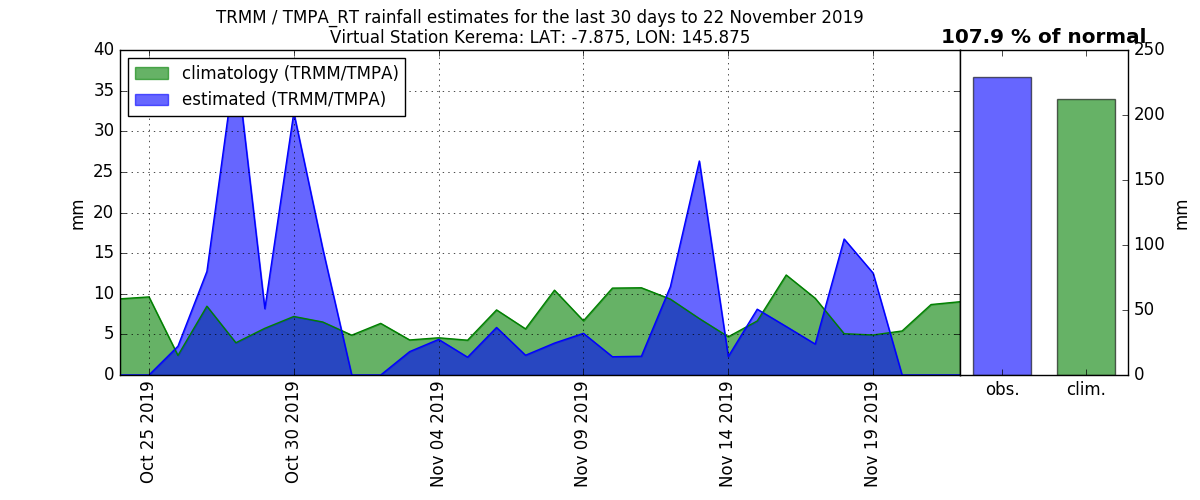 TRMM / TMPA_RT rainfall estimates for the last 30 days to 22 November 2019
Virtual Station Kerema: LAT: -7.875, LON: 145.875
107.9 % of normal
climatology (TRMM/TMPA)
estimated (TRMM/TMPA)
40
35
30
25
20
15
10
5
0
mm
Oct 25 2019
Oct 30 2019
Nov 04 2019
Nov 09 2019
Nov 14 2019
Nov 19 2019
obs.
clim.
250
200
150
100
50
0
mm